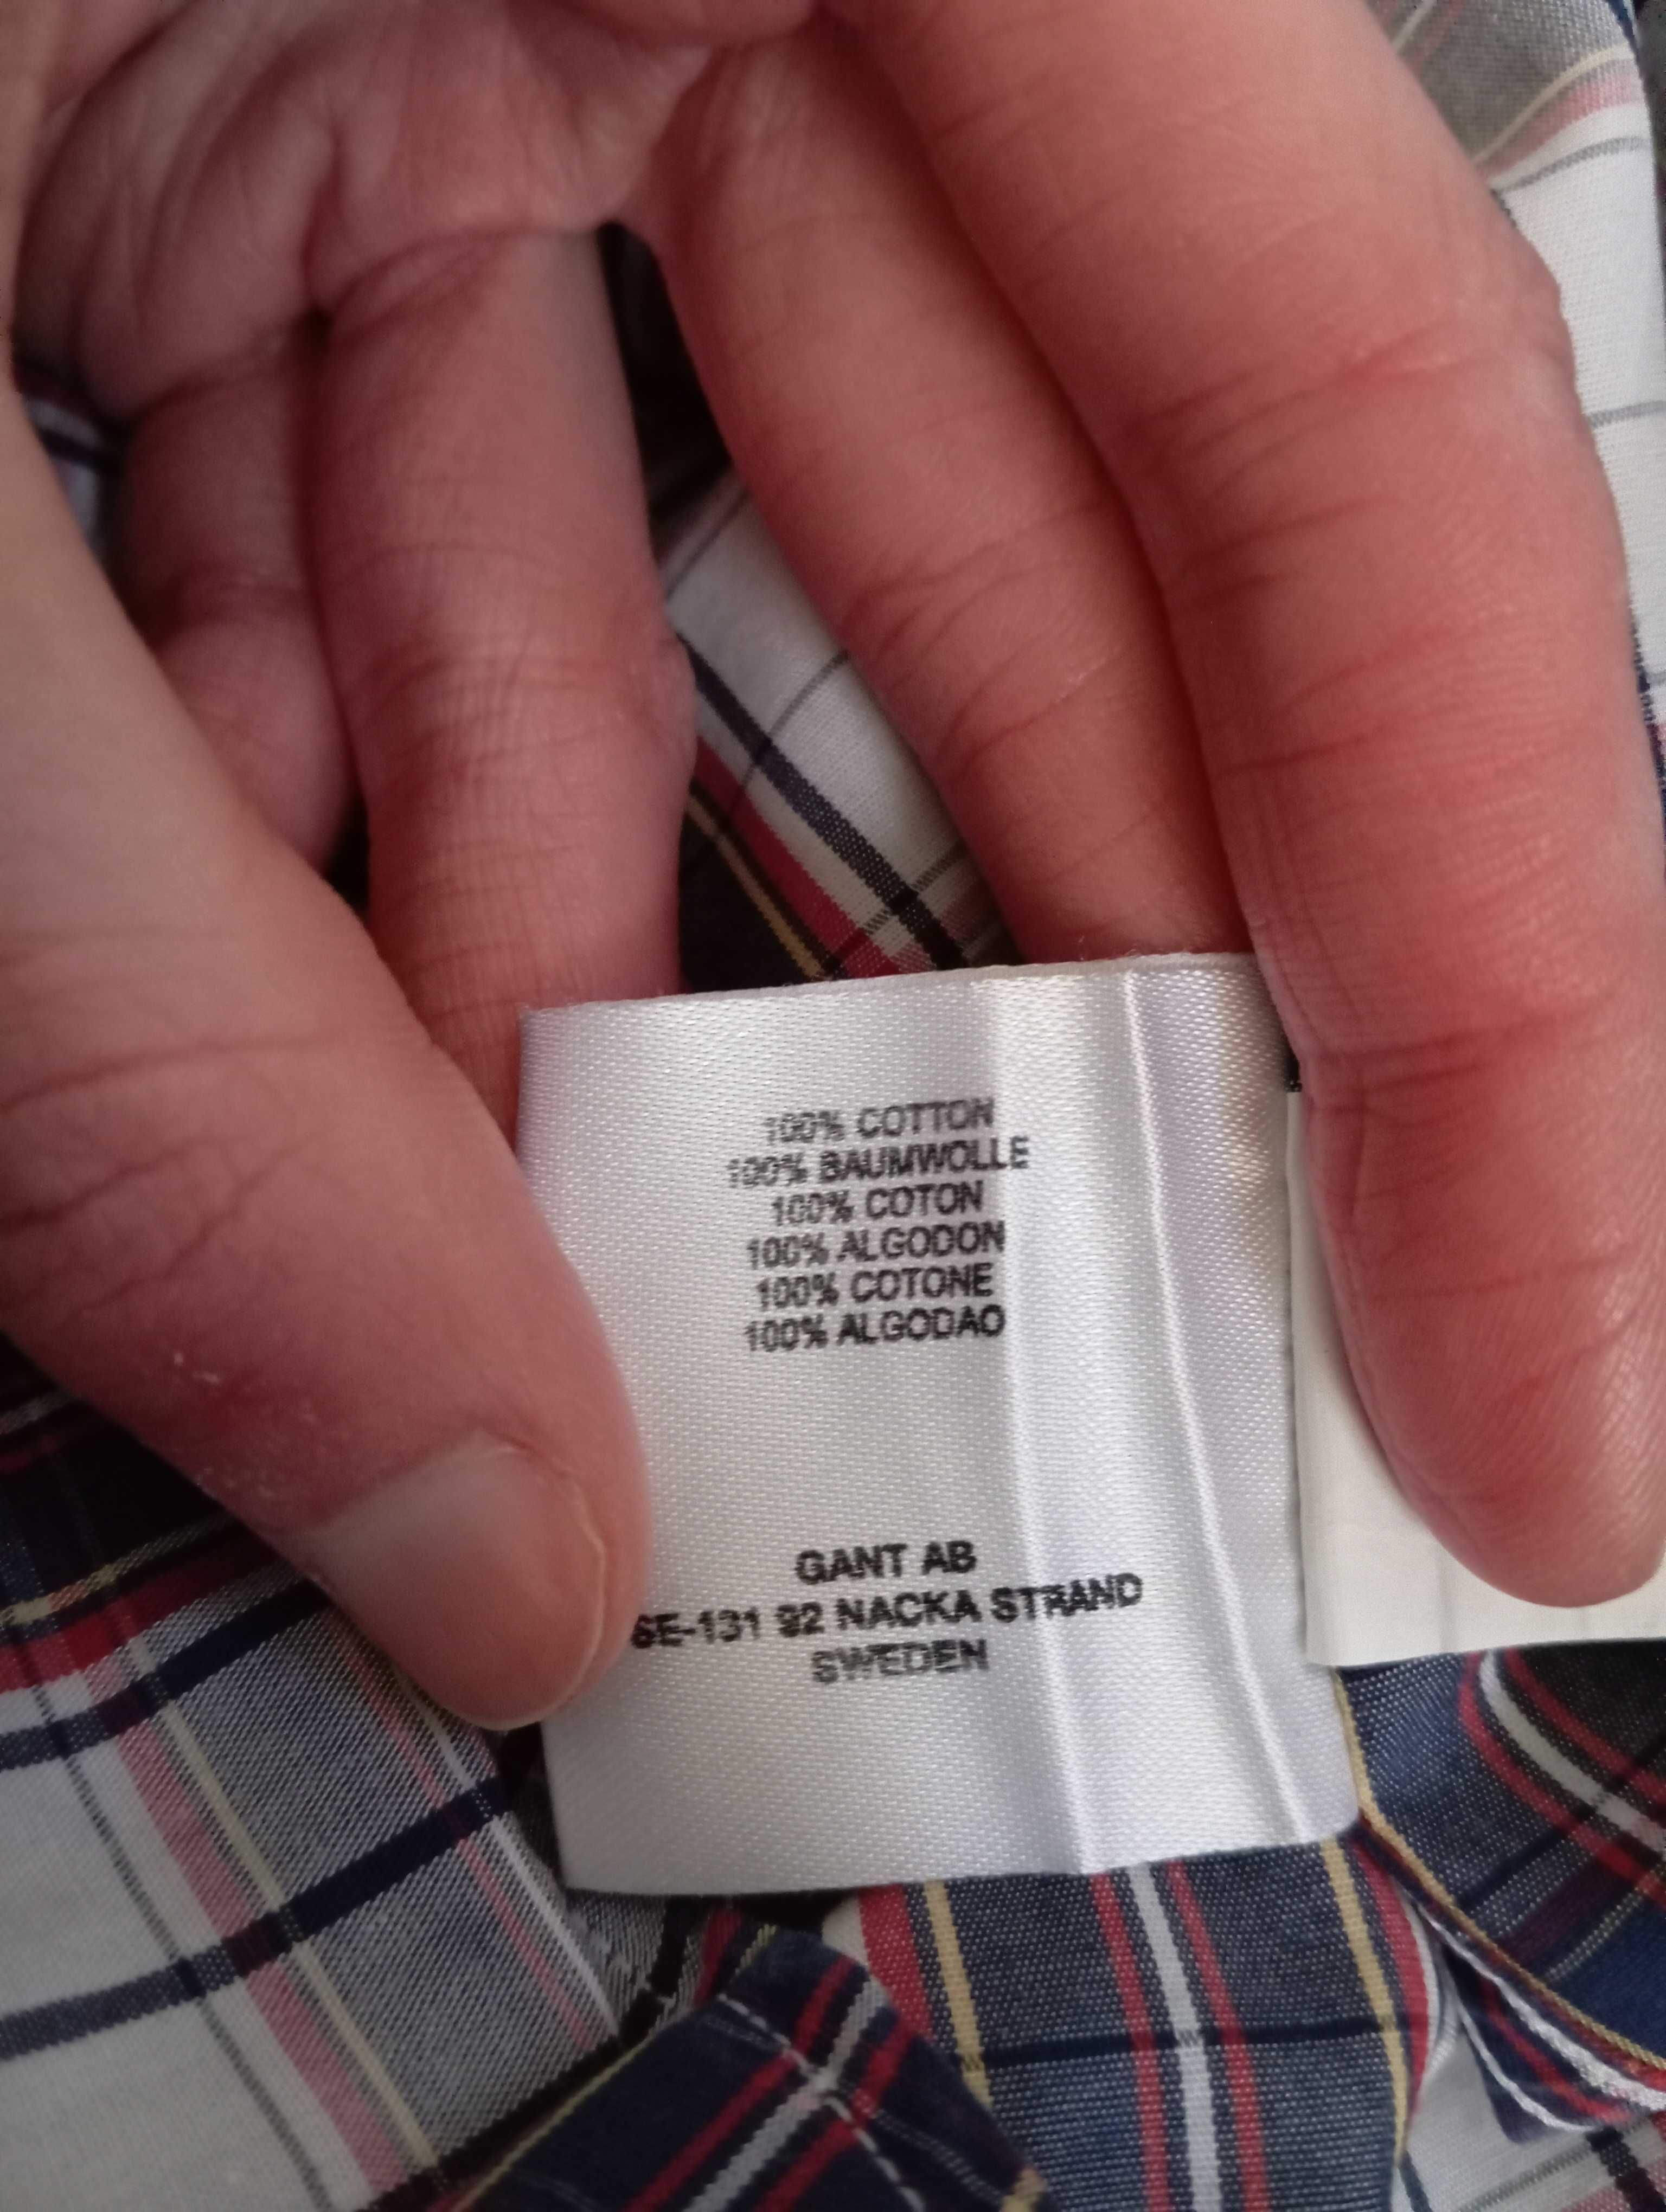 100% COTTON
100% BAUMWOLLE
100% COTON
100% ALGODON
100% COTONE
100% ALGODAO
GANT AB
SE-131 92 NACKA STRAND
SWEDEN